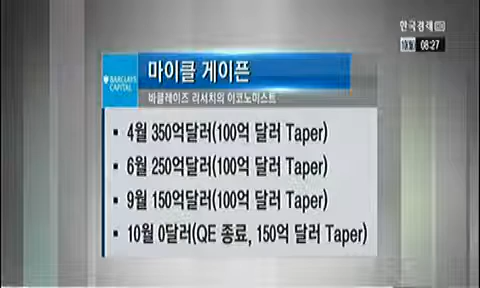 한국경제
08:27
BARCLAYS
CAPITAL
마이클 게이픈
바클레이즈 리서치의 이코노미스트
▪ 4월 350억달러(100억 달러 Taper)
▪ 6월 250억달러(100억 달러 Taper)
▪ 9월 150억달러(100억 달러 Taper)
▪ 10월 0달러(QE 종료, 150억 달러 Taper)